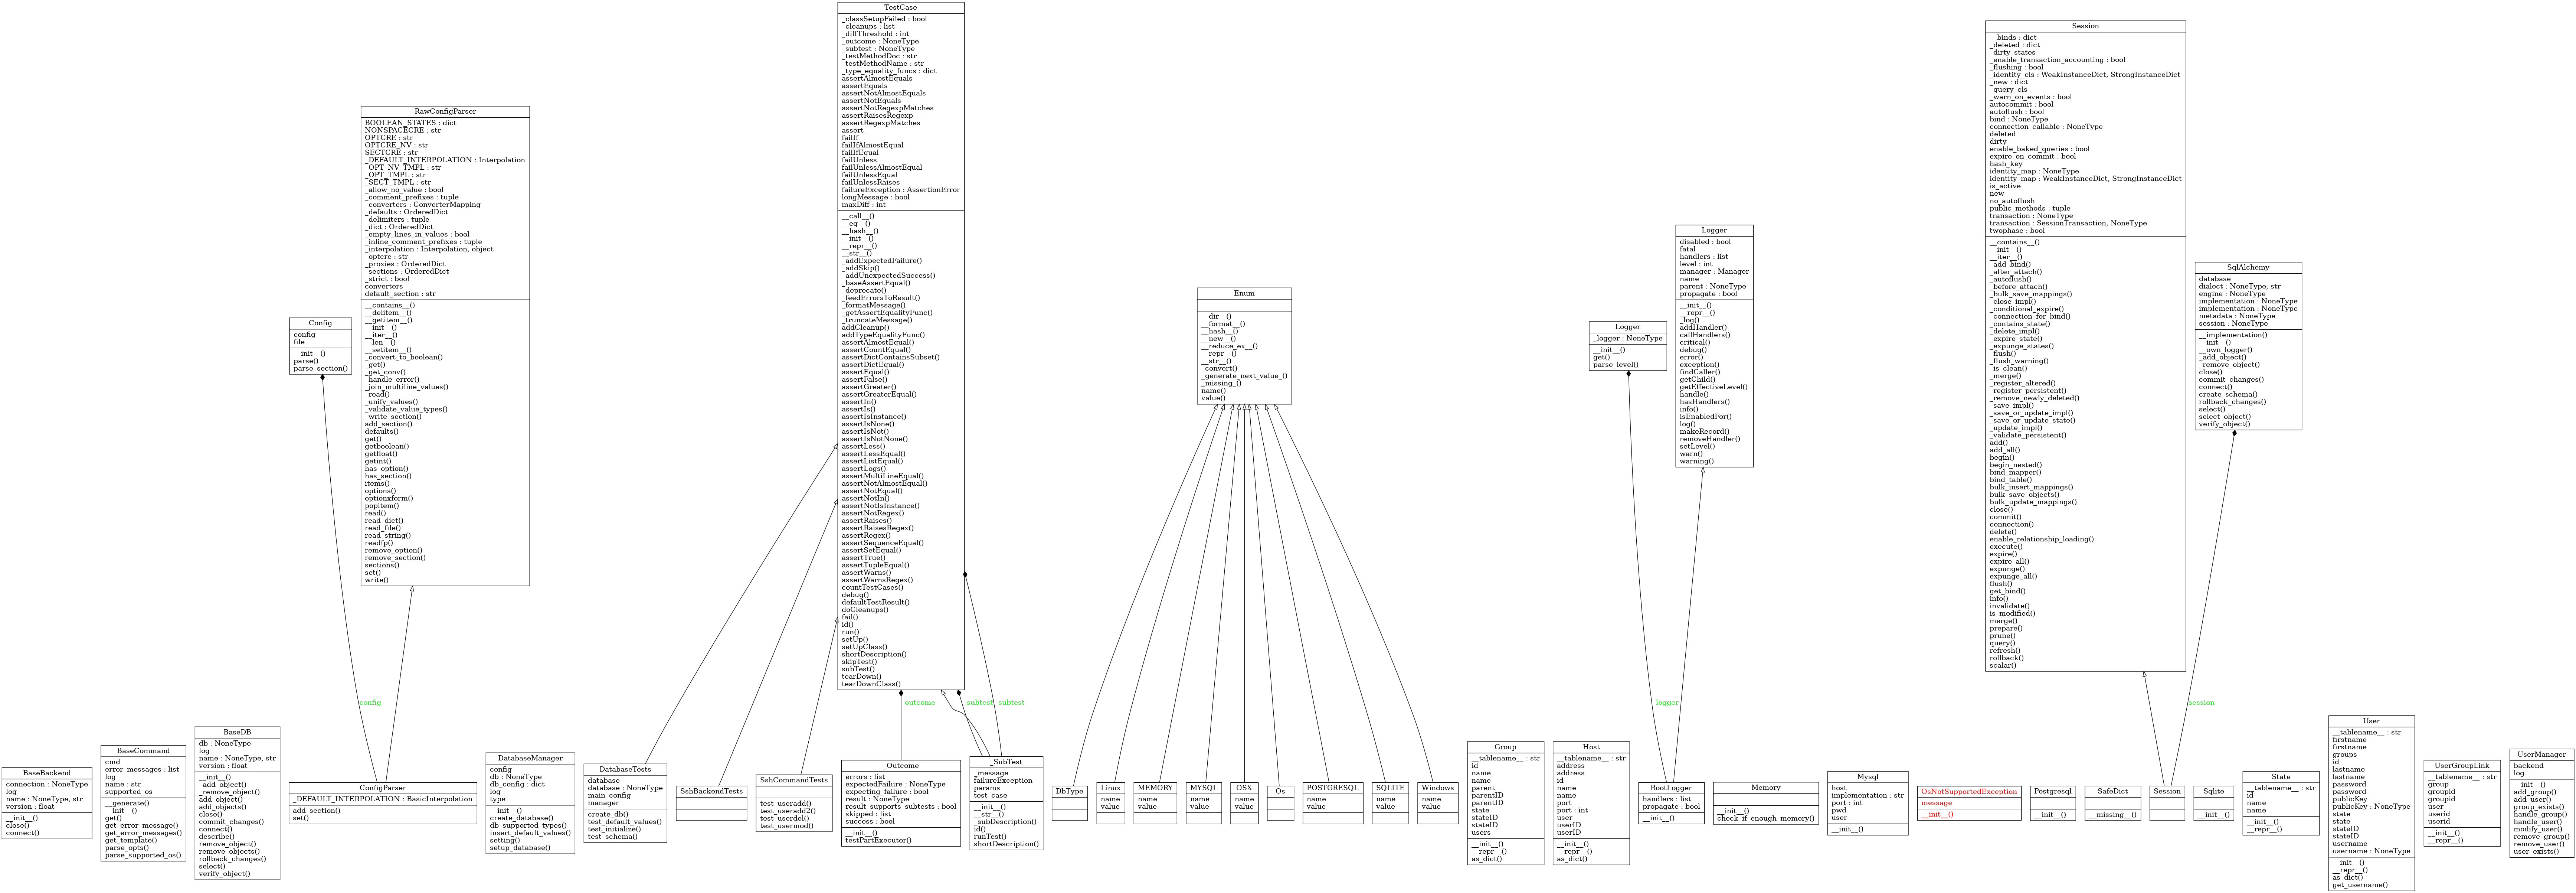 TestCase
_classSetupFailed : bool
_cleanups : list
_diffThreshold : int
_outcome : NoneType
_subtest : NoneType
_testMethodDoc : str
_testMethodName : str
_type_equality_funcs : dict
assertAlmostEquals
assertEquals
assertNotAlmostEquals
assertNotEquals
assertNotRegexpMatches
assertRaisesRegexp
assertRegexpMatches
assert_
failIf
failIfAlmostEqual
failIfEqual
failUnless
failUnlessAlmostEqual
failUnlessEqual
failUnlessRaises
failureException : AssertionError
longMessage : bool
maxDiff : int
__call__()
__eq__()
__hash__()
__init__()
__repr__()
__str__()
_addExpectedFailure()
_addSkip()
_addUnexpectedSuccess()
_baseAssertEqual()
_deprecate()
_feedErrorsToResult()
_formatMessage()
_getAssertEqualityFunc()
_truncateMessage()
addCleanup()
addTypeEqualityFunc()
assertAlmostEqual()
assertCountEqual()
assertDictContainsSubset()
assertDictEqual()
assertEqual()
assertFalse()
assertGreater()
assertGreaterEqual()
assertIn()
assertIs()
assertIsInstance()
assertIsNone()
assertIsNot()
assertIsNotNone()
assertLess()
assertLessEqual()
assertListEqual()
assertLogs()
assertMultiLineEqual()
assertNotAlmostEqual()
assertNotEqual()
assertNotIn()
assertNotIsInstance()
assertNotRegex()
assertRaises()
assertRaisesRegex()
assertRegex()
assertSequenceEqual()
assertSetEqual()
assertTrue()
assertTupleEqual()
assertWarns()
assertWarnsRegex()
countTestCases()
debug()
defaultTestResult()
doCleanups()
fail()
id()
run()
setUp()
setUpClass()
shortDescription()
skipTest()
subTest()
tearDown()
tearDownClass()
Session
__binds : dict
_deleted : dict
_dirty_states
_enable_transaction_accounting : bool
_flushing : bool
_identity_cls : WeakInstanceDict, StrongInstanceDict
_new : dict
_query_cls
_warn_on_events : bool
autocommit : bool
autoflush : bool
bind : NoneType
connection_callable : NoneType
deleted
dirty
enable_baked_queries : bool
expire_on_commit : bool
hash_key
identity_map : NoneType
identity_map : WeakInstanceDict, StrongInstanceDict
is_active
new
no_autoflush
public_methods : tuple
transaction : NoneType
transaction : SessionTransaction, NoneType
twophase : bool
__contains__()
__init__()
__iter__()
_add_bind()
_after_attach()
_autoflush()
_before_attach()
_bulk_save_mappings()
_close_impl()
_conditional_expire()
_connection_for_bind()
_contains_state()
_delete_impl()
_expire_state()
_expunge_states()
_flush()
_flush_warning()
_is_clean()
_merge()
_register_altered()
_register_persistent()
_remove_newly_deleted()
_save_impl()
_save_or_update_impl()
_save_or_update_state()
_update_impl()
_validate_persistent()
add()
add_all()
begin()
begin_nested()
bind_mapper()
bind_table()
bulk_insert_mappings()
bulk_save_objects()
bulk_update_mappings()
close()
commit()
connection()
delete()
enable_relationship_loading()
execute()
expire()
expire_all()
expunge()
expunge_all()
flush()
get_bind()
info()
invalidate()
is_modified()
merge()
prepare()
prune()
query()
refresh()
rollback()
scalar()
RawConfigParser
BOOLEAN_STATES : dict
NONSPACECRE : str
OPTCRE : str
OPTCRE_NV : str
SECTCRE : str
_DEFAULT_INTERPOLATION : Interpolation
_OPT_NV_TMPL : str
_OPT_TMPL : str
_SECT_TMPL : str
_allow_no_value : bool
_comment_prefixes : tuple
_converters : ConverterMapping
_defaults : OrderedDict
_delimiters : tuple
_dict : OrderedDict
_empty_lines_in_values : bool
_inline_comment_prefixes : tuple
_interpolation : Interpolation, object
_optcre : str
_proxies : OrderedDict
_sections : OrderedDict
_strict : bool
converters
default_section : str
__contains__()
__delitem__()
__getitem__()
__init__()
__iter__()
__len__()
__setitem__()
_convert_to_boolean()
_get()
_get_conv()
_handle_error()
_join_multiline_values()
_read()
_unify_values()
_validate_value_types()
_write_section()
add_section()
defaults()
get()
getboolean()
getfloat()
getint()
has_option()
has_section()
items()
options()
optionxform()
popitem()
read()
read_dict()
read_file()
read_string()
readfp()
remove_option()
remove_section()
sections()
set()
write()
Logger
disabled : bool
fatal
handlers : list
level : int
manager : Manager
name
parent : NoneType
propagate : bool
__init__()
__repr__()
_log()
addHandler()
callHandlers()
critical()
debug()
error()
exception()
findCaller()
getChild()
getEffectiveLevel()
handle()
hasHandlers()
info()
isEnabledFor()
log()
makeRecord()
removeHandler()
setLevel()
warn()
warning()
SqlAlchemy
database
dialect : NoneType, str
engine : NoneType
implementation : NoneType
implementation : NoneType
metadata : NoneType
session : NoneType
__implementation()
__init__()
__own_logger()
_add_object()
_remove_object()
close()
commit_changes()
connect()
create_schema()
rollback_changes()
select()
select_object()
verify_object()
Enum
__dir__()
__format__()
__hash__()
__new__()
__reduce_ex__()
__repr__()
__str__()
_convert()
_generate_next_value_()
_missing_()
name()
value()
Config
config
file
__init__()
parse()
parse_section()
Logger
_logger : NoneType
__init__()
get()
parse_level()
config
_outcome
_subtest
_subtest
_logger
session
BaseBackend
connection : NoneType
log
name : NoneType, str
version : float
__init__()
close()
connect()
BaseCommand
cmd
error_messages : list
log
name : str
supported_os
__generate()
__init__()
get()
get_error_message()
get_error_messages()
get_template()
parse_opts()
parse_supported_os()
BaseDB
db : NoneType
log
name : NoneType, str
version : float
__init__()
_add_object()
_remove_object()
add_object()
add_objects()
close()
commit_changes()
connect()
describe()
remove_object()
remove_objects()
rollback_changes()
select()
verify_object()
ConfigParser
_DEFAULT_INTERPOLATION : BasicInterpolation
add_section()
set()
DatabaseManager
config
db : NoneType
db_config : dict
log
type
__init__()
create_database()
db_supported_types()
insert_default_values()
setting()
setup_database()
DatabaseTests
database
database : NoneType
main_config
manager
create_db()
test_default_values()
test_initialize()
test_schema()
SshBackendTests
SshCommandTests
test_useradd()
test_useradd2()
test_userdel()
test_usermod()
_Outcome
errors : list
expectedFailure : NoneType
expecting_failure : bool
result : NoneType
result_supports_subtests : bool
skipped : list
success : bool
__init__()
testPartExecutor()
_SubTest
_message
failureException
params
test_case
__init__()
__str__()
_subDescription()
id()
runTest()
shortDescription()
DbType
Linux
name
value
MEMORY
name
value
MYSQL
name
value
OSX
name
value
Os
POSTGRESQL
name
value
SQLITE
name
value
Windows
name
value
Group
__tablename__ : str
id
name
name
parent
parentID
parentID
state
stateID
stateID
users
__init__()
__repr__()
as_dict()
Host
__tablename__ : str
address
address
id
name
name
port
port : int
user
userID
userID
__init__()
__repr__()
as_dict()
RootLogger
handlers : list
propagate : bool
__init__()
Memory
__init__()
check_if_enough_memory()
Mysql
host
implementation : str
port : int
pwd
user
__init__()
OsNotSupportedException
message
__init__()
Postgresql
__init__()
SafeDict
__missing__()
Session
Sqlite
__init__()
State
__tablename__ : str
id
name
name
__init__()
__repr__()
User
__tablename__ : str
firstname
firstname
groups
id
lastname
lastname
password
password
publicKey
publicKey : NoneType
state
state
stateID
stateID
username
username : NoneType
__init__()
__repr__()
as_dict()
get_username()
UserGroupLink
__tablename__ : str
group
groupid
groupid
user
userid
userid
__init__()
__repr__()
UserManager
backend
log
__init__()
add_group()
add_user()
group_exists()
handle_group()
handle_user()
modify_user()
remove_group()
remove_user()
user_exists()